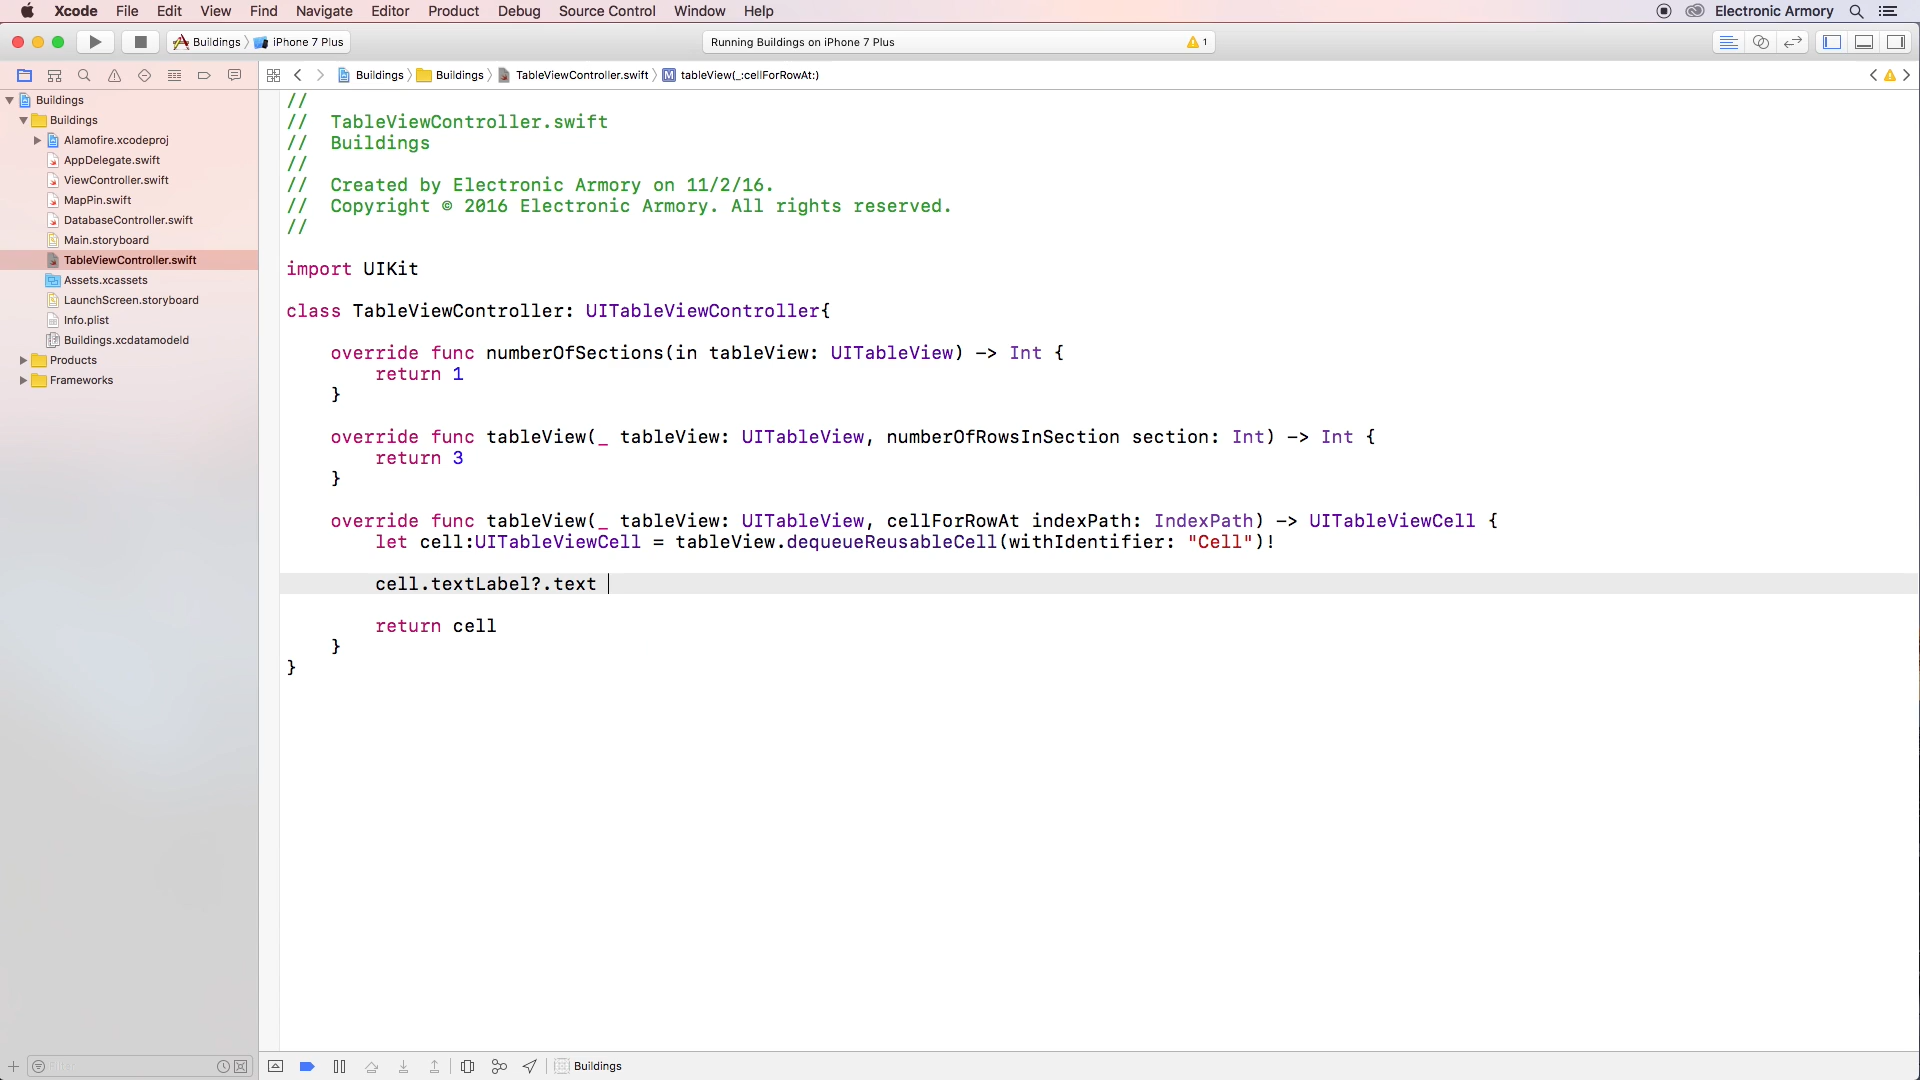 Xcode File Edit View Find Navigate Editor Product Debug Source Control Window Help Electronic Armory
Buildings iPhone 7 Plus Running Buildings on iPhone 7 Plus 1
Buildings Buildings TableViewController.swift M tableView(_:cellForRowAt:)
Buildings
Buildings
Alamofire.xcodeproj
AppDelegate.swift
ViewController.swift
MapPin.swift
DatabaseController.swift
Main.storyboard
TableViewController.swift
Assets.xcassets
LaunchScreen.storyboard
Info.plist
Buildings.xcdatamodeld
Products
Frameworks
//
// TableViewController.swift
// Buildings
//
// Created by Electronic Armory on 11/2/16.
// Copyright © 2016 Electronic Armory. All rights reserved.
//
import UIKit
class TableViewController: UITableViewController{
override func numberOfSections(in tableView: UITableView) -> Int {
return 1
}
override func tableView(_ tableView: UITableView, numberOfRowsInSection section: Int) -> Int {
return 3
}
override func tableView(_ tableView: UITableView, cellForRowAt indexPath: IndexPath) -> UITableViewCell {
let cell:UITableViewCell = tableView.dequeueReusableCell(withIdentifier: "Cell")!
cell.textLabel?.text
return cell
}
}
Buildings